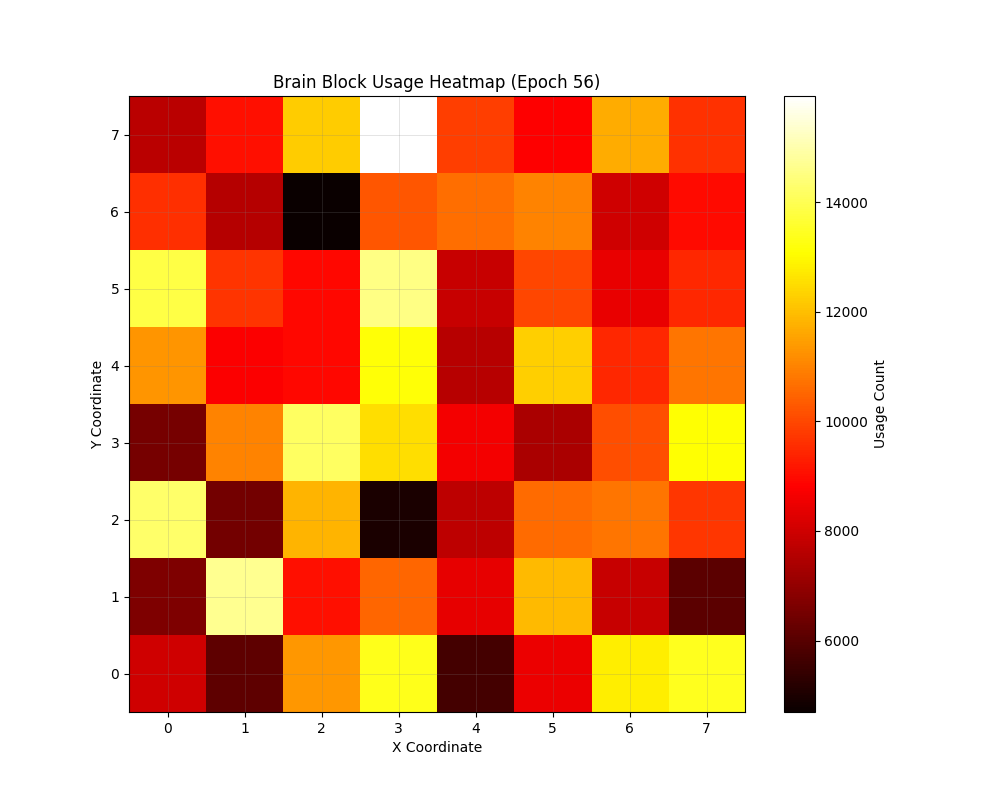 Brain Block Usage Heatmap (Epoch 56)
7
6
5
4
3
2
1
0
Y Coordinate
0 1 2 3 4 5 6 7
X Coordinate
14000
12000
10000
8000
6000
Usage Count